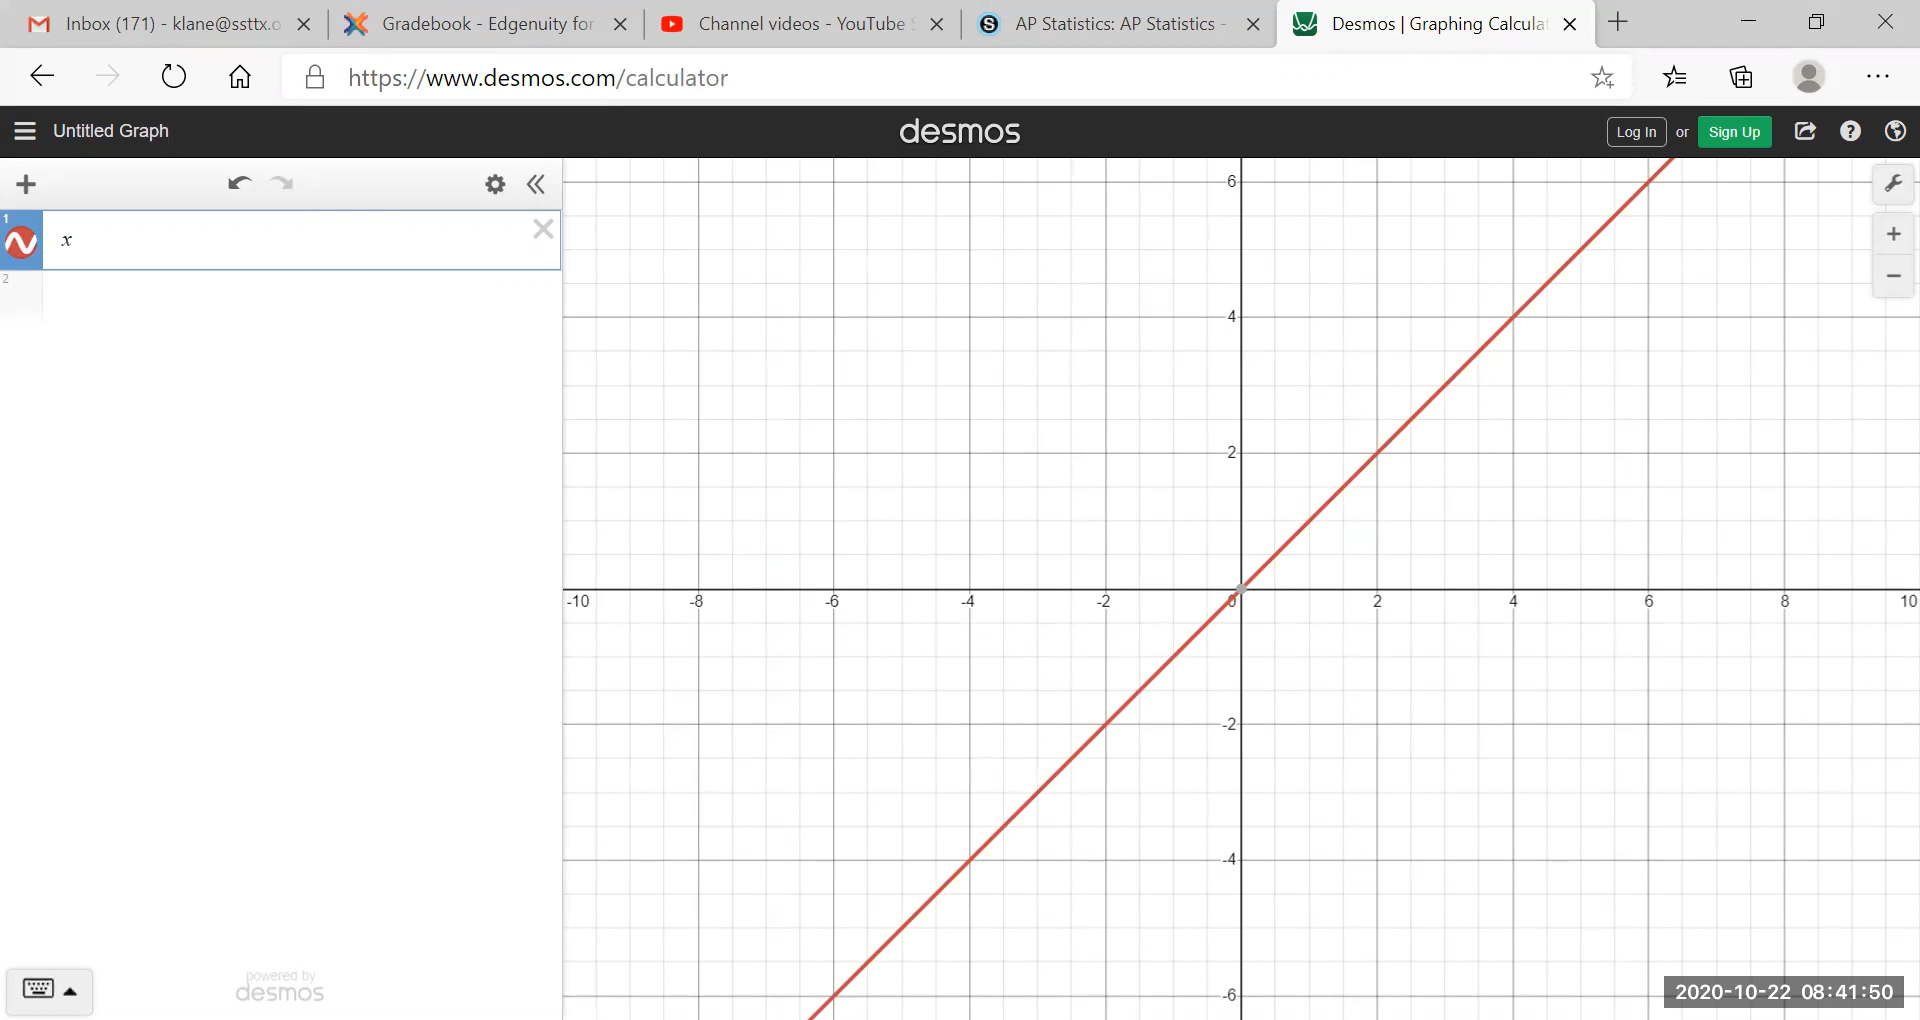 Inbox (171) - klane@ssttx.o
Gradebook - Edgenuity for
Channel videos - YouTube S
AP Statistics: AP Statistics -
Desmos | Graphing Calculat
https://www.desmos.com/calculator
Untitled Graph
desmos
Log In or Sign Up
1
x
2
6
4
2
-10 -8 -6 -4 -2 0 2 4 6 8 10
-2
-4
-6
powered by
desmos
2020-10-22 08:41:50